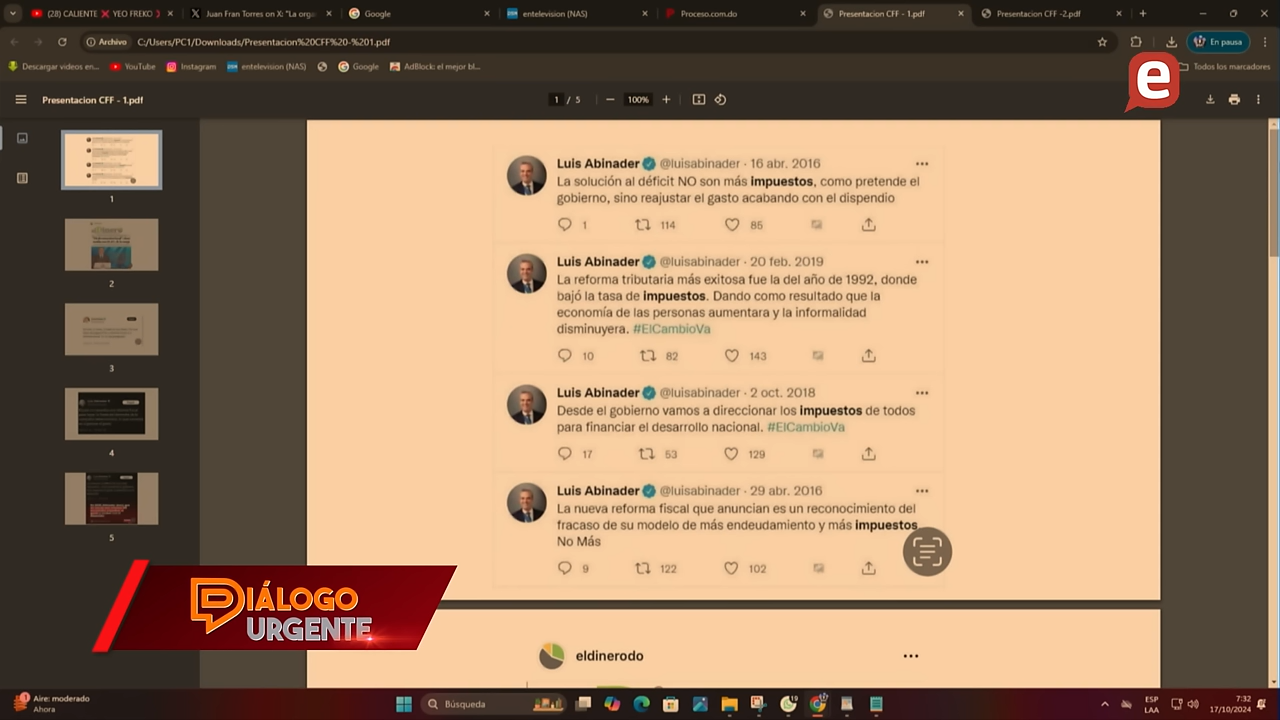 (28) CALIENTE ❌ YEO FREKO
Juan Fran Torres on X: "La orga
Google
entelevision (NAS)
Proceso.com.do
Presentacion CFF - 1.pdf
Presentacion CFF -2.pdf
Archivo
C:/Users/PC1/Downloads/Presentacion%20CFF%20-%201.pdf
En pausa
Descargar videos en...
YouTube
Instagram
entelevision (NAS)
Google
AdBlock: el mejor bl...
Todos los marcadores
e
Presentacion CFF - 1.pdf
1 / 5
100%
1
2
3
4
5
Luis Abinader @luisabinader · 16 abr. 2016
La solución al déficit NO son más impuestos, como pretende el
gobierno, sino reajustar el gasto acabando con el dispendio
1 114 85
Luis Abinader @luisabinader · 20 feb. 2019
La reforma tributaria más exitosa fue la del año de 1992, donde
bajó la tasa de impuestos. Dando como resultado que la
economía de las personas aumentara y la informalidad
disminuyera. #ElCambioVa
10 82 143
Luis Abinader @luisabinader · 2 oct. 2018
Desde el gobierno vamos a direccionar los impuestos de todos
para financiar el desarrollo nacional. #ElCambioVa
17 53 129
Luis Abinader @luisabinader · 29 abr. 2016
La nueva reforma fiscal que anuncian es un reconocimiento del
fracaso de su modelo de más endeudamiento y más impuestos
No Más
9 122 102
DIÁLOGO
URGENTE
eldinerodo
Aire: moderado
Ahora
Búsqueda
ESP
LAA
7:32
17/10/2024